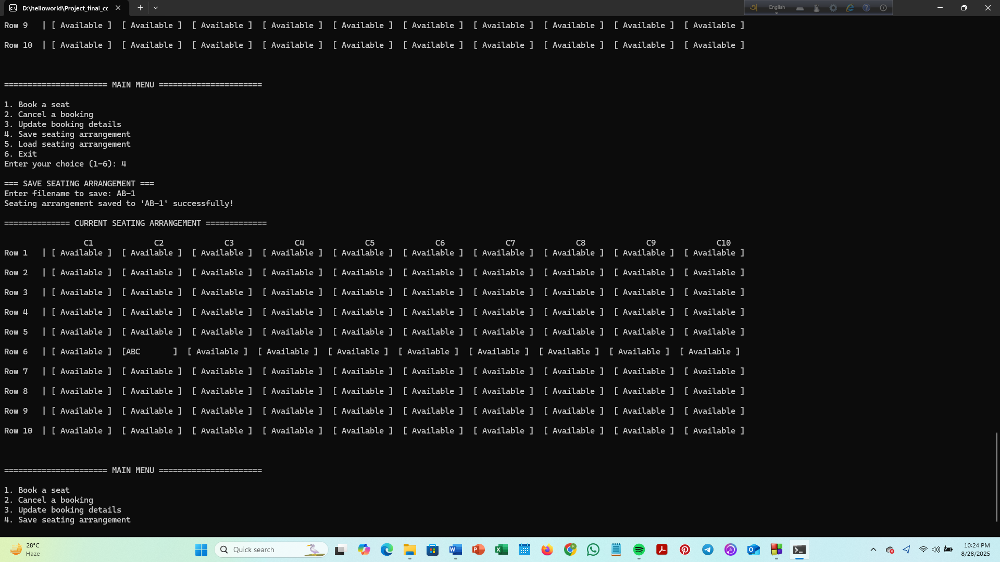 D:\helloworld\Project_final_cc
English
Row 9   | [ Available ]  [ Available ]  [ Available ]  [ Available ]  [ Available ]  [ Available ]  [ Available ]  [ Available ]  [ Available ]  [ Available ]
Row 10  | [ Available ]  [ Available ]  [ Available ]  [ Available ]  [ Available ]  [ Available ]  [ Available ]  [ Available ]  [ Available ]  [ Available ]
====================== MAIN MENU ======================
1. Book a seat
2. Cancel a booking
3. Update booking details
4. Save seating arrangement
5. Load seating arrangement
6. Exit
Enter your choice (1-6): 4
=== SAVE SEATING ARRANGEMENT ===
Enter filename to save: AB-1
Seating arrangement saved to 'AB-1' successfully!
============== CURRENT SEATING ARRANGEMENT =============
C1 C2 C3 C4 C5 C6 C7 C8 C9 C10
Row 1   | [ Available ]  [ Available ]  [ Available ]  [ Available ]  [ Available ]  [ Available ]  [ Available ]  [ Available ]  [ Available ]  [ Available ]
Row 2   | [ Available ]  [ Available ]  [ Available ]  [ Available ]  [ Available ]  [ Available ]  [ Available ]  [ Available ]  [ Available ]  [ Available ]
Row 3   | [ Available ]  [ Available ]  [ Available ]  [ Available ]  [ Available ]  [ Available ]  [ Available ]  [ Available ]  [ Available ]  [ Available ]
Row 4   | [ Available ]  [ Available ]  [ Available ]  [ Available ]  [ Available ]  [ Available ]  [ Available ]  [ Available ]  [ Available ]  [ Available ]
Row 5   | [ Available ]  [ Available ]  [ Available ]  [ Available ]  [ Available ]  [ Available ]  [ Available ]  [ Available ]  [ Available ]  [ Available ]
Row 6   | [ Available ]  [ABC       ]  [ Available ]  [ Available ]  [ Available ]  [ Available ]  [ Available ]  [ Available ]  [ Available ]  [ Available ]
Row 7   | [ Available ]  [ Available ]  [ Available ]  [ Available ]  [ Available ]  [ Available ]  [ Available ]  [ Available ]  [ Available ]  [ Available ]
Row 8   | [ Available ]  [ Available ]  [ Available ]  [ Available ]  [ Available ]  [ Available ]  [ Available ]  [ Available ]  [ Available ]  [ Available ]
Row 9   | [ Available ]  [ Available ]  [ Available ]  [ Available ]  [ Available ]  [ Available ]  [ Available ]  [ Available ]  [ Available ]  [ Available ]
Row 10  | [ Available ]  [ Available ]  [ Available ]  [ Available ]  [ Available ]  [ Available ]  [ Available ]  [ Available ]  [ Available ]  [ Available ]
====================== MAIN MENU ======================
1. Book a seat
2. Cancel a booking
3. Update booking details
4. Save seating arrangement
28°C
Haze
Quick search
10:24 PM
8/28/2025